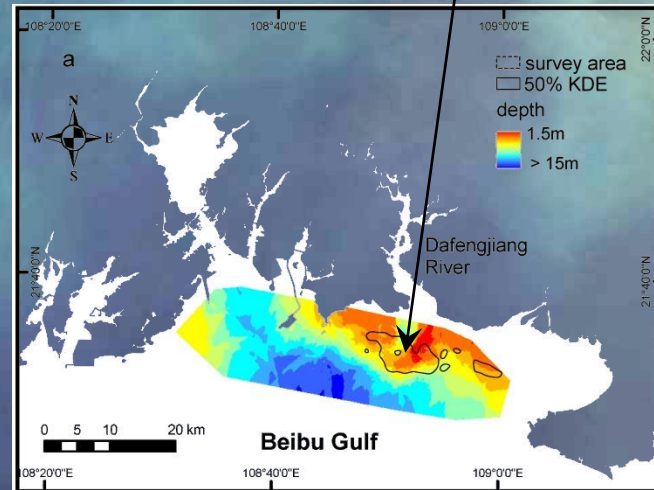 108°20'0"E
108°40'0"E
109°0'0"E
22°0'0"N
a
survey area
50% KDE
depth
1.5m
> 15m
N
W
E
S
Dafengjiang
River
21°40'0"N
21°40'0"N
0 5 10 20 km
Beibu Gulf
108°20'0"E
108°40'0"E
109°0'0"E